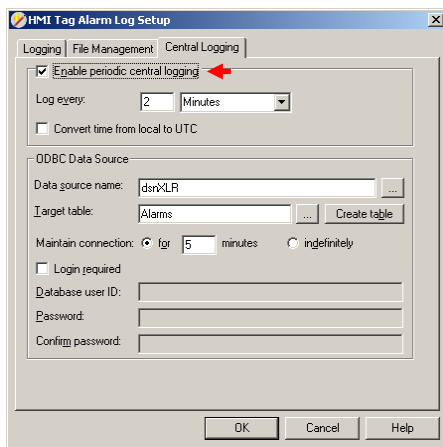 HMI Tag Alarm Log Setup
Logging File Management Central Logging
Enable periodic central logging
Log every: 2 Minutes
Convert time from local to UTC
ODBC Data Source
Data source name: dsnXLR ...
Target table: Alarms ... Create table
Maintain connection: for 5 minutes indefinitely
Login required
Database user ID:
Password:
Confirm password:
OK Cancel Help